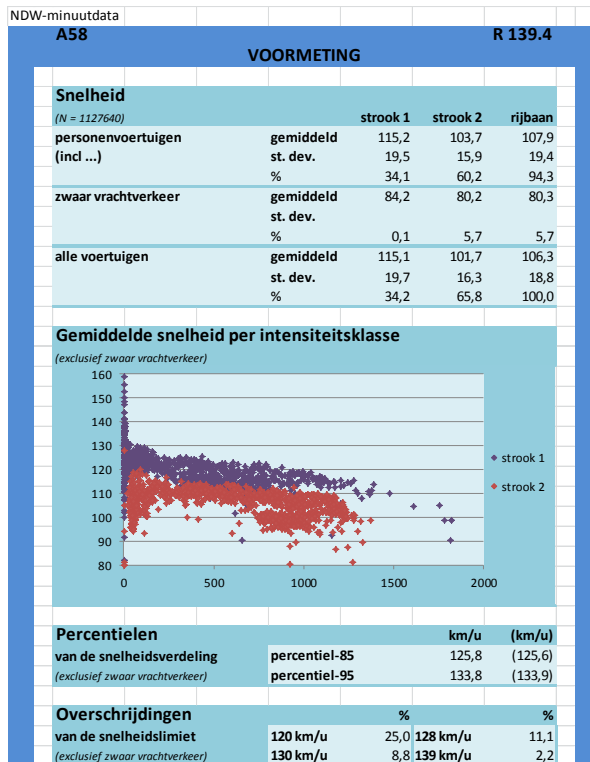 NDW-minuutdata
A58 R 139.4
VOORMETING
Snelheid
(N = 1127640) strook 1 strook 2 rijbaan
personenvoertuigen gemiddeld 115,2 103,7 107,9
(incl ...) st. dev. 19,5 15,9 19,4
% 34,1 60,2 94,3
zwaar vrachtverkeer gemiddeld 84,2 80,2 80,3
st. dev.
% 0,1 5,7 5,7
alle voertuigen gemiddeld 115,1 101,7 106,3
st. dev. 19,7 16,3 18,8
% 34,2 65,8 100,0
Gemiddelde snelheid per intensiteitsklasse
(exclusief zwaar vrachtverkeer)
160
150
140
130
120
110
100
90
80
0 500 1000 1500 2000
strook 1
strook 2
Percentielen km/u (km/u)
van de snelheidsverdeling percentiel-85 125,8 (125,6)
(exclusief zwaar vrachtverkeer) percentiel-95 133,8 (133,9)
Overschrijdingen % %
van de snelheidslimiet 120 km/u 25,0 128 km/u 11,1
(exclusief zwaar vrachtverkeer) 130 km/u 8,8 139 km/u 2,2